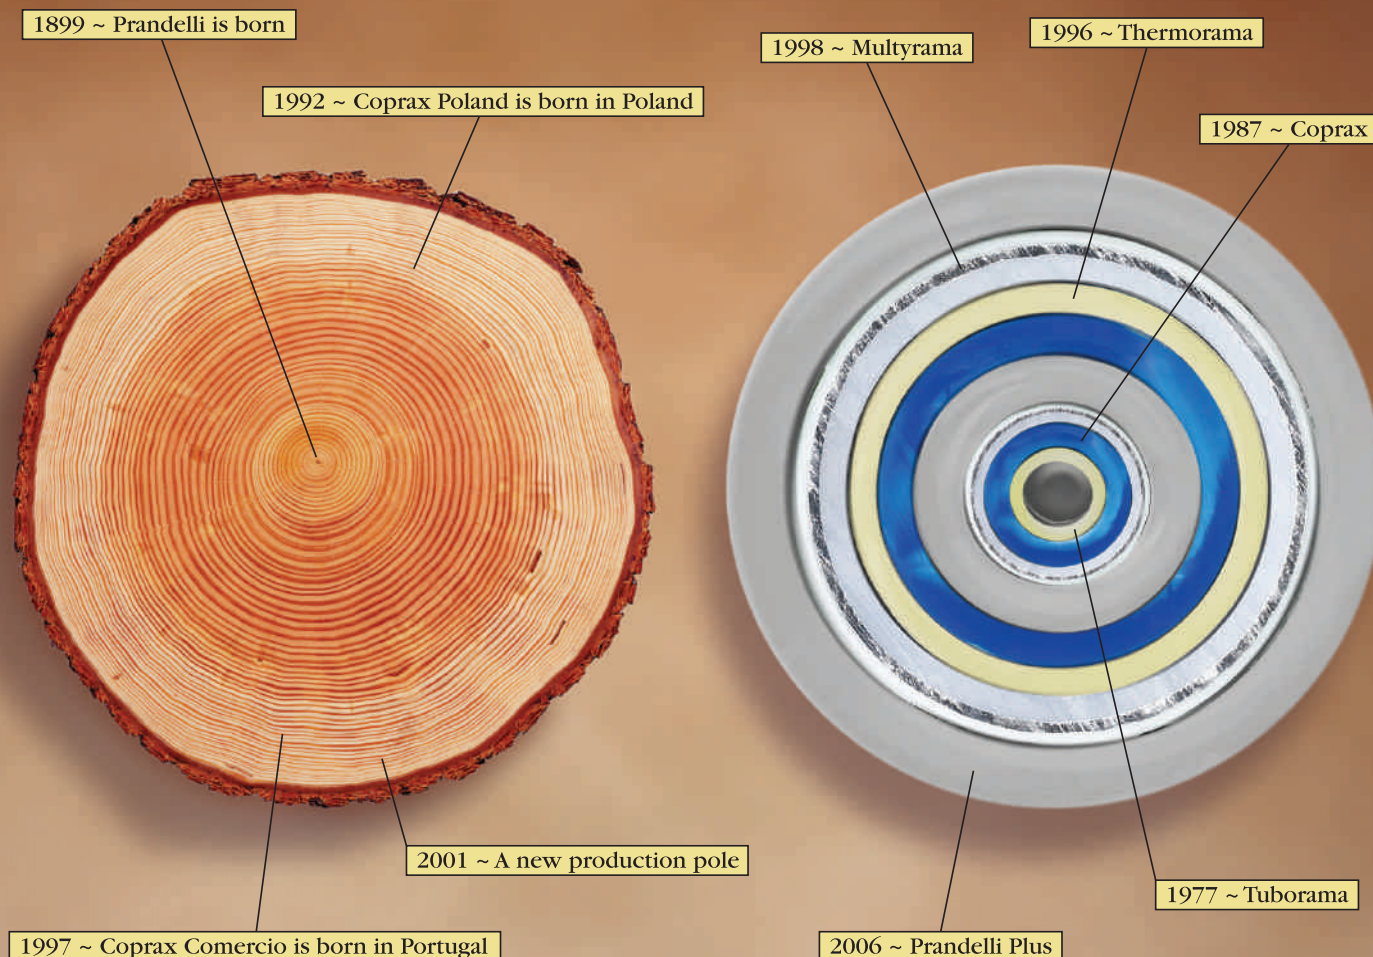 1899 ~ Prandelli is born
1992 ~ Coprax Poland is born in Poland
1998 ~ Multyrama
1996 ~ Thermorama
1987 ~ Coprax
2001 ~ A new production pole
1997 ~ Coprax Comercio is born in Portugal
1977 ~ Tuborama
2006 ~ Prandelli Plus